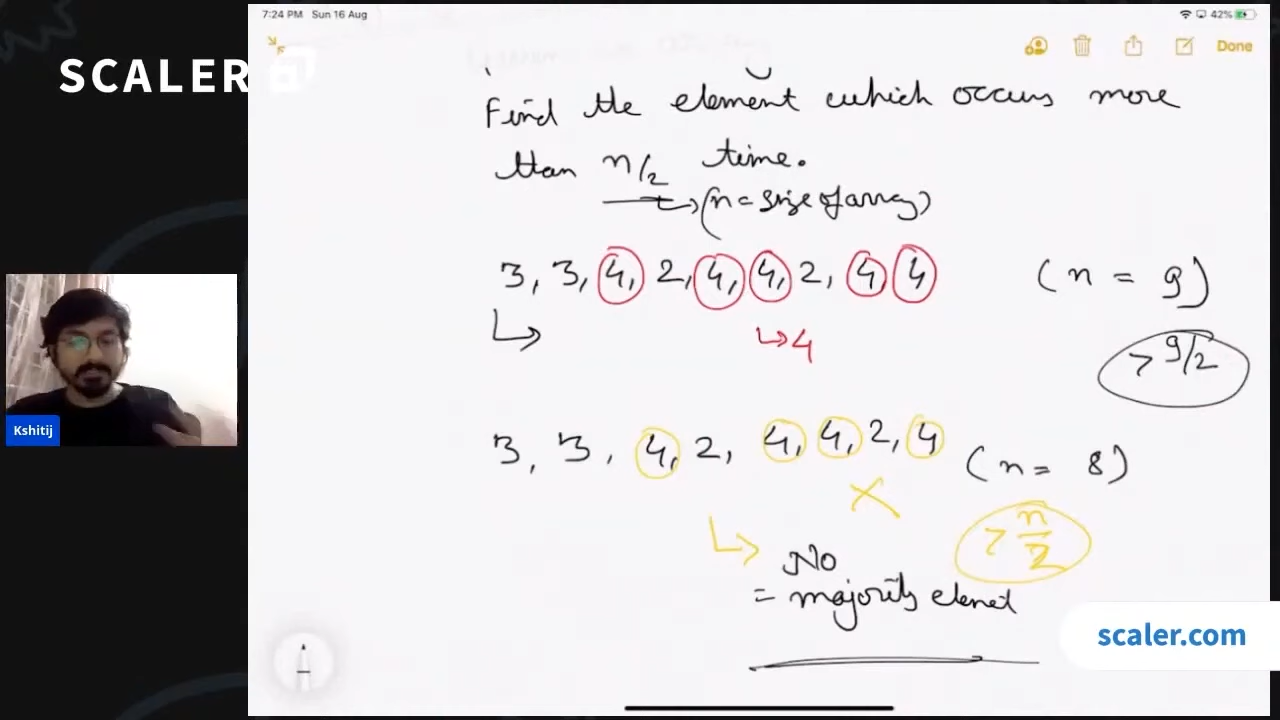 7:24 PM Sun 16 Aug
42%
SCALER
Done
Find the element which occurs more
than n/2 time.
(n = size of array)
3, 3, 4, 2, 4, 4, 2, 4 4 (n = 9)
→ 4
> 9/2
3, 3, 4, 2, 4, 4, 2, 4 (n = 8)
> n/2
No
= majority elenet
Kshitij
scaler.com